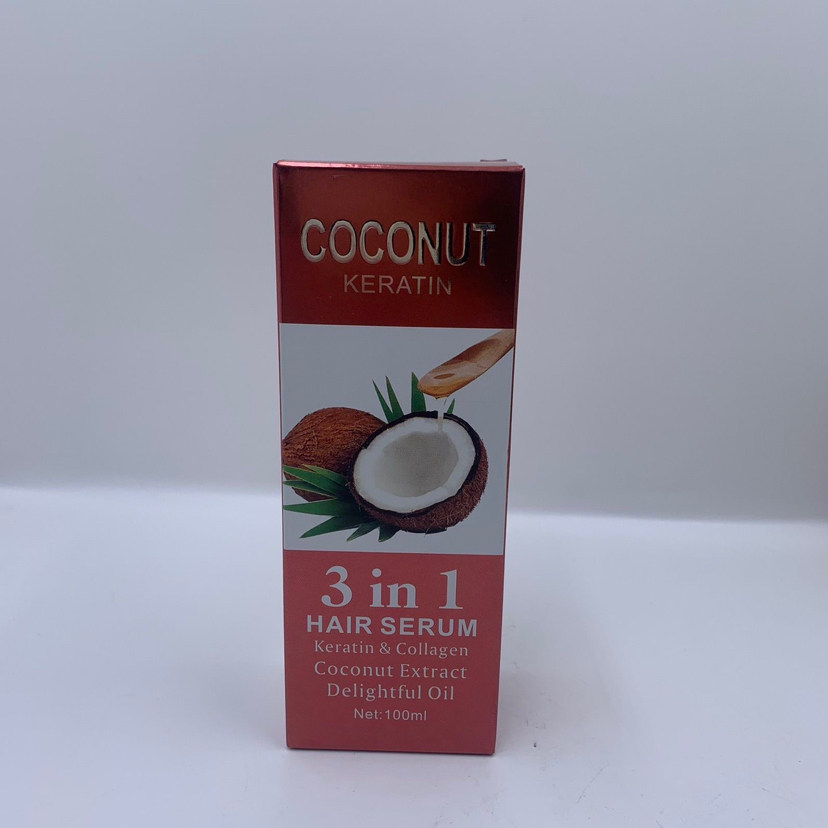 COCONUT
KERATIN
3 in 1
HAIR SERUM
Keratin & Collagen
Coconut Extract
Delightful Oil
Net:100ml